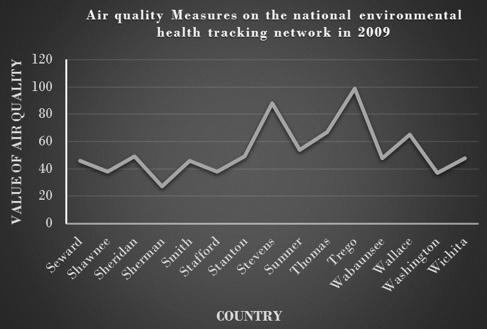 Air quality Measures on the national environmental
health tracking network in 2009
VALUE OF AIR QUALITY
120
100
80
60
40
20
0
Seward
Shawnee
Sheridan
Sherman
Smith
Stafford
Stanton
Stevens
Sumner
Thomas
Trego
Wabaunsee
Wallace
Washington
Wichita
COUNTRY